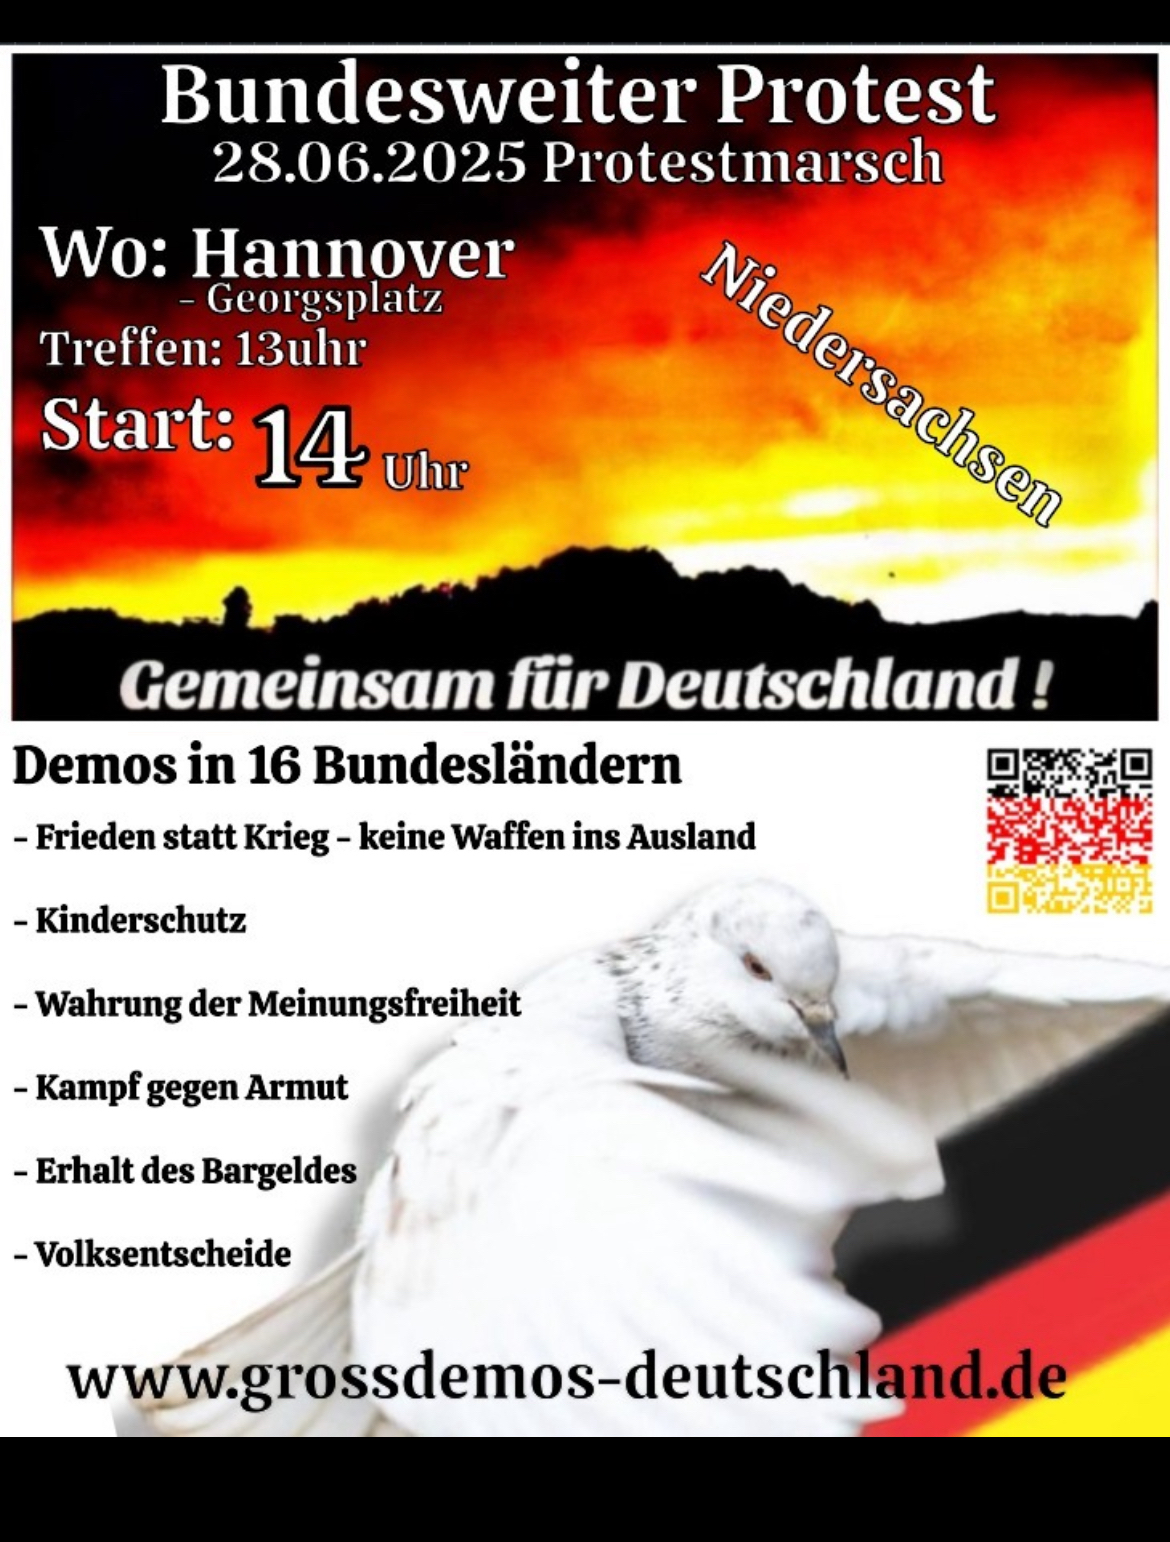 Bundesweiter Protest
28.06.2025 Protestmarsch
Wo: Hannover
- Georgsplatz
Treffen: 13uhr
Start: 14 Uhr
Niedersachsen
Gemeinsam für Deutschland !
Demos in 16 Bundesländern
- Frieden statt Krieg - keine Waffen ins Ausland
- Kinderschutz
- Wahrung der Meinungsfreiheit
- Kampf gegen Armut
- Erhalt des Bargeldes
- Volksentscheide
www.grossdemos-deutschland.de